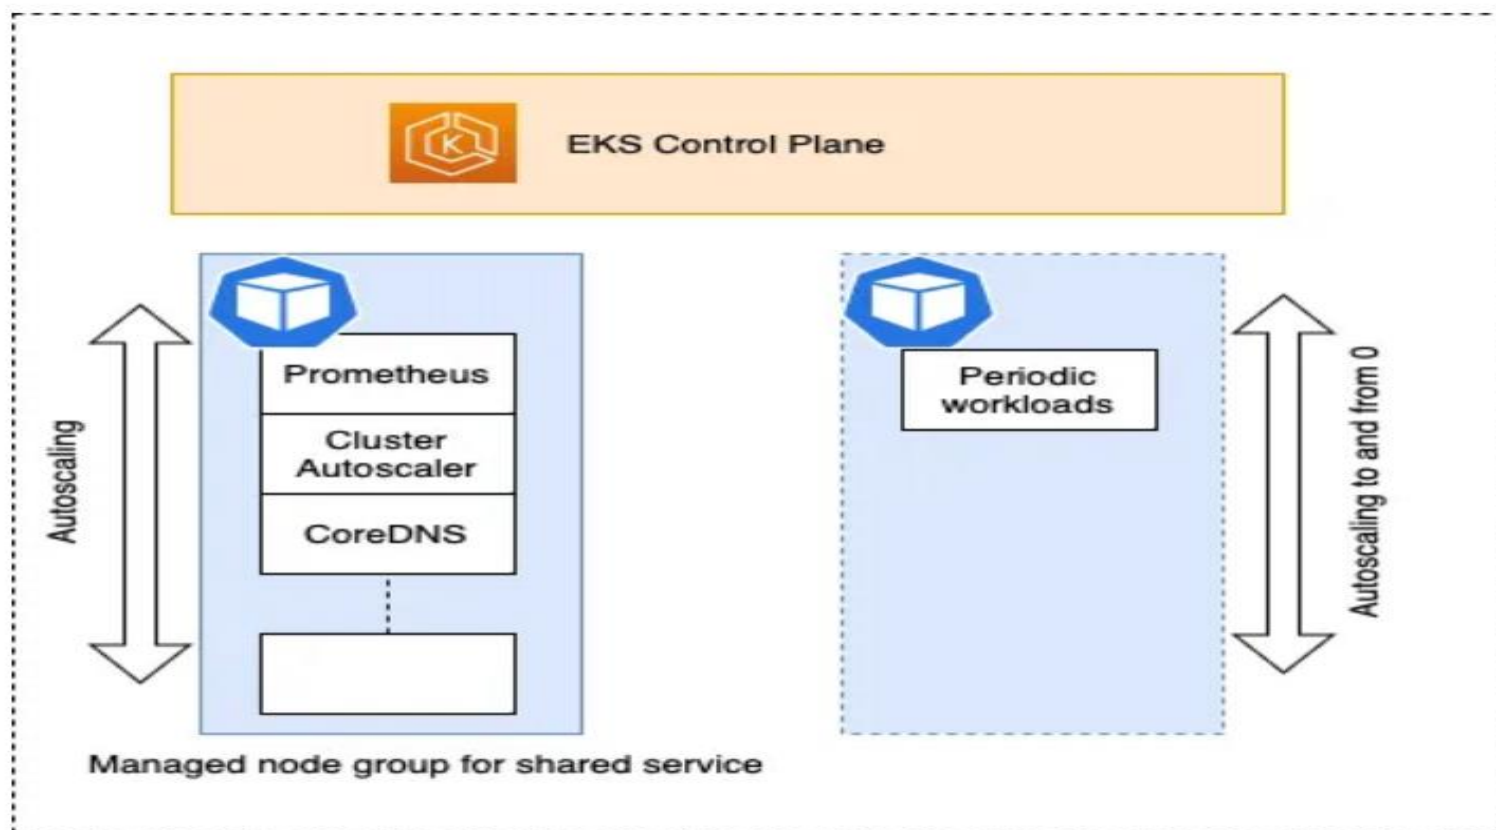 EKS Control Plane
K
Prometheus
Cluster
Autoscaler
CoreDNS
Autoscaling
Periodic
workloads
Autoscaling to and from 0
Managed node group for shared service